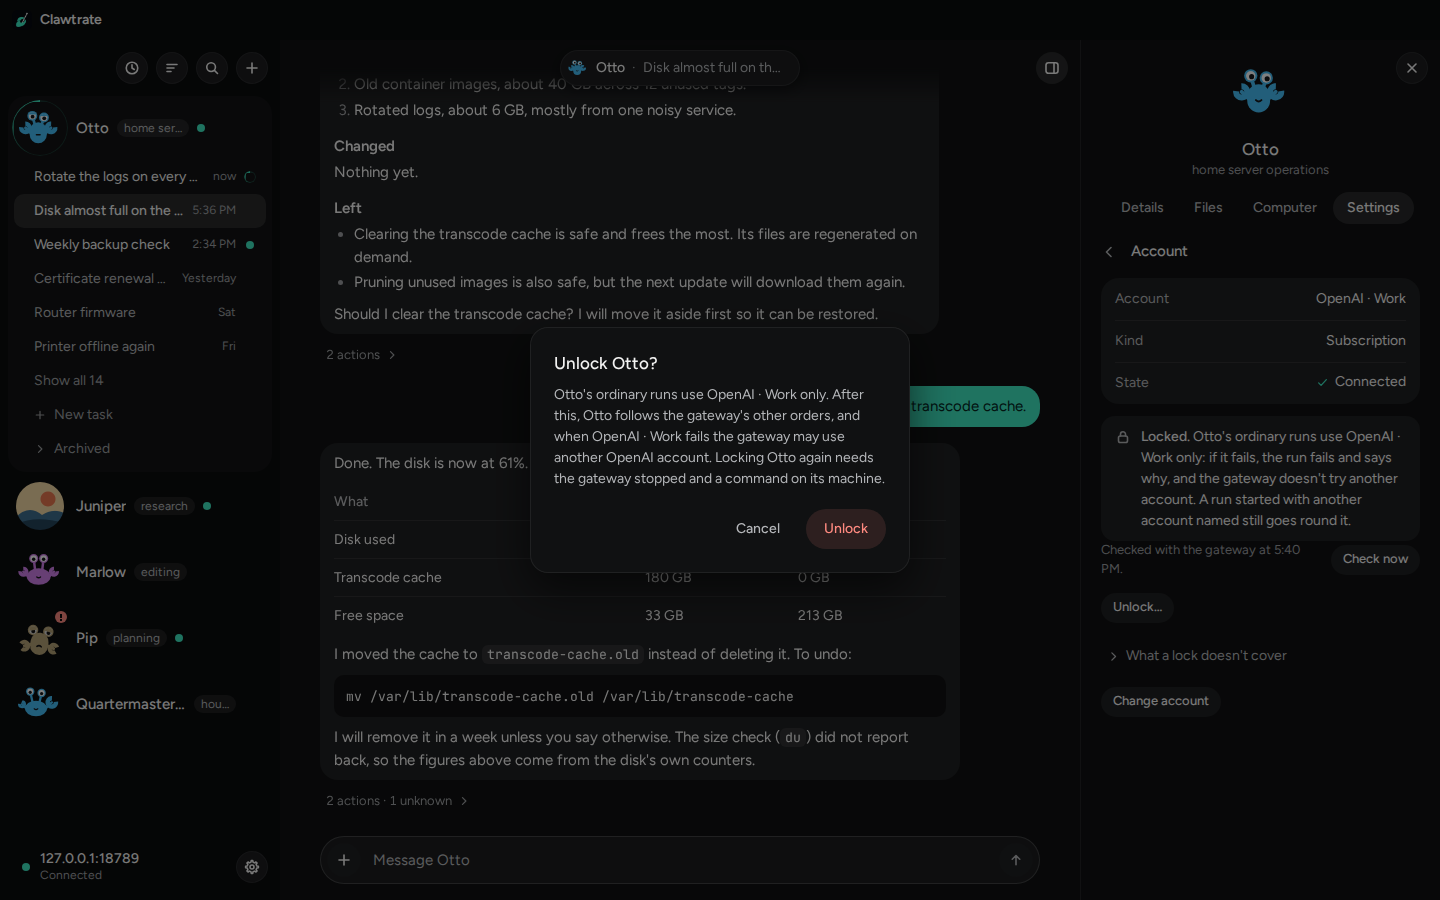 Clawtrate
Otto
home ser...
Rotate the logs on every ...
now
Disk almost full on the ...
5:36 PM
Weekly backup check
2:34 PM
Certificate renewal ...
Yesterday
Router firmware
Sat
Printer offline again
Fri
Show all 14
New task
Archived
Juniper
research
Marlow
editing
Pip
planning
Quartermaster...
hou...
127.0.0.1:18789
Connected
Otto · Disk almost full on th...
2. Old container images, about 40 GB across 12 unused tags.
3. Rotated logs, about 6 GB, mostly from one noisy service.
Changed
Nothing yet.
Left
• Clearing the transcode cache is safe and frees the most. Its files are regenerated on
demand.
• Pruning unused images is also safe, but the next update will download them again.
Should I clear the transcode cache? I will move it aside first so it can be restored.
2 actions
transcode cache.
Done. The disk is now at 61%.
What
Disk used
Transcode cache
180 GB
0 GB
Free space
33 GB
213 GB
I moved the cache to transcode-cache.old instead of deleting it. To undo:
mv /var/lib/transcode-cache.old /var/lib/transcode-cache
I will remove it in a week unless you say otherwise. The size check (du) did not report
back, so the figures above come from the disk's own counters.
2 actions · 1 unknown
Message Otto
Unlock Otto?
Otto's ordinary runs use OpenAI · Work only. After
this, Otto follows the gateway's other orders, and
when OpenAI · Work fails the gateway may use
another OpenAI account. Locking Otto again needs
the gateway stopped and a command on its machine.
Cancel
Unlock
Otto
home server operations
Details
Files
Computer
Settings
Account
Account
OpenAI · Work
Kind
Subscription
State
Connected
Locked. Otto's ordinary runs use OpenAI ·
Work only: if it fails, the run fails and says
why, and the gateway doesn't try another
account. A run started with another
account named still goes round it.
Checked with the gateway at 5:40
PM.
Check now
Unlock...
What a lock doesn't cover
Change account